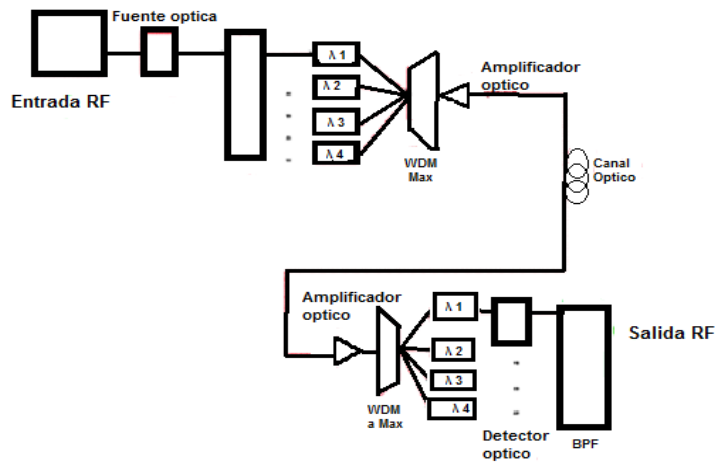 Fuente optica
Entrada RF
λ 1
λ 2
λ 3
λ 4
WDM
Max
Amplificador
optico
Canal
Optico
Amplificador
optico
WDM
a Max
λ 1
λ 2
λ 3
λ 4
Detector
optico
BPF
Salida RF